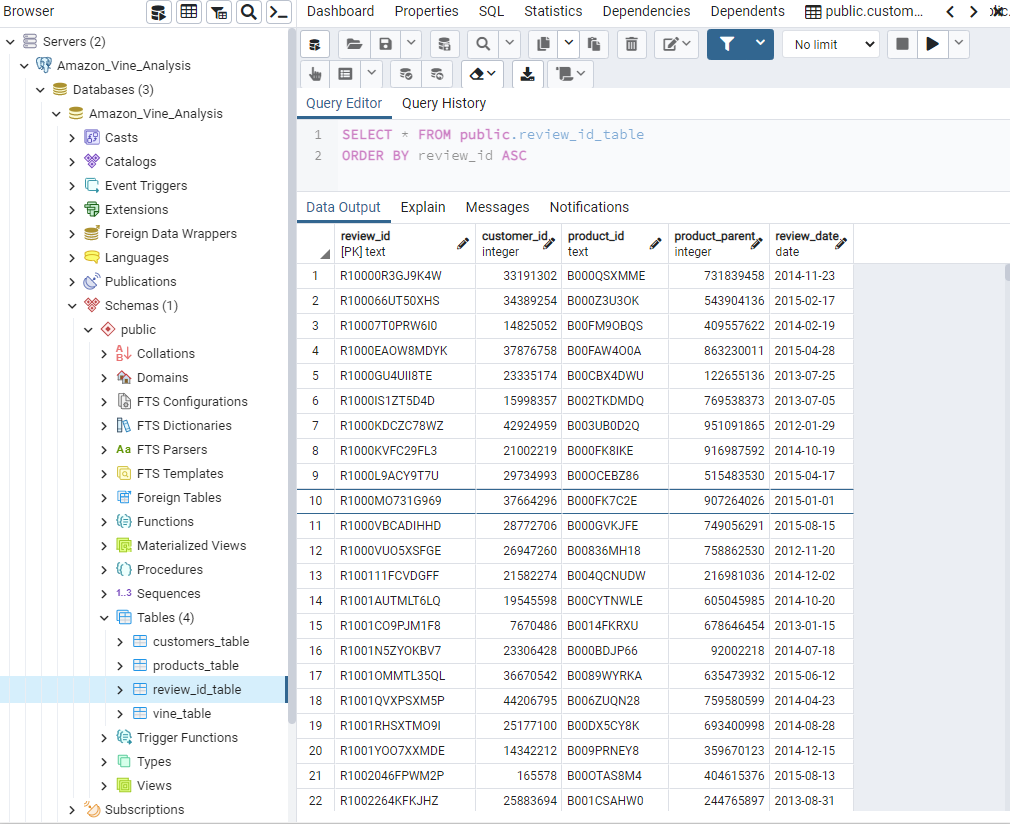 Browser
Dashboard Properties SQL Statistics Dependencies Dependents public.custom...
Servers (2)
Amazon_Vine_Analysis
Databases (3)
Amazon_Vine_Analysis
Casts
Catalogs
Event Triggers
Extensions
Foreign Data Wrappers
Languages
Publications
Schemas (1)
public
Collations
Domains
FTS Configurations
FTS Dictionaries
Aa FTS Parsers
FTS Templates
Foreign Tables
Functions
Materialized Views
Procedures
1..3 Sequences
Tables (4)
customers_table
products_table
review_id_table
vine_table
Trigger Functions
Types
Views
Subscriptions
No limit
Query Editor Query History
1 SELECT * FROM public.review_id_table
2 ORDER BY review_id ASC
Data Output Explain Messages Notifications
review_id customer_id product_id product_parent review_date
[PK] text integer text integer date
1 R10000R3GJ9K4W 33191302 B000QSXMME 731839458 2014-11-23
2 R100066UT50XHS 34389254 B000Z3U3OK 543904136 2015-02-17
3 R10007T0PRW6I0 14825052 B00FM9OBQS 409557622 2014-02-19
4 R1000EAOW8MDYK 37876758 B00FAW4O0A 863230011 2015-04-28
5 R1000GU4UII8TE 23335174 B00CBX4DWU 122655136 2013-07-25
6 R1000IS1ZT5D4D 15998357 B002TKDMDQ 769538373 2013-07-05
7 R1000KDCZC78WZ 42924959 B003UB0D2Q 951091865 2012-01-29
8 R1000KVFC29FL3 21002219 B000FK8IKE 916987592 2014-10-19
9 R1000L9ACY9T7U 29734993 B000OCEBZ86 515483530 2015-04-17
10 R1000MO731G969 37664296 B000FK7C2E 907264026 2015-01-01
11 R1000VBCADIHHD 28772706 B000GVKJFE 749056291 2015-08-15
12 R1000VUO5XSFGE 26947260 B00836MH18 758862530 2012-11-20
13 R100111FCVDGFF 21582274 B004QCNUDW 216981036 2014-12-02
14 R1001AUTMLT6LQ 19545598 B00CYTNWLE 605045985 2014-10-20
15 R1001CO9PJM1F8 7670486 B0014FKRXU 678646454 2013-01-15
16 R1001N5ZYOKBV7 23306428 B000BDJP66 92002218 2014-07-18
17 R1001OMMTL35QL 36670542 B0089WYRKA 635473932 2015-06-12
18 R1001QVXPSXM5P 44206795 B006ZUQN28 759580599 2014-04-23
19 R1001RHSXTMO9I 25177100 B00DX5CY8K 693400998 2014-08-28
20 R1001YOO7XXMDE 14342212 B009PRNEY8 359670123 2014-12-15
21 R1002046FPWM2P 165578 B00OTAS8M4 404615376 2015-08-13
22 R1002264KFKJHZ 25883694 B001CSAHW0 244765897 2013-08-31